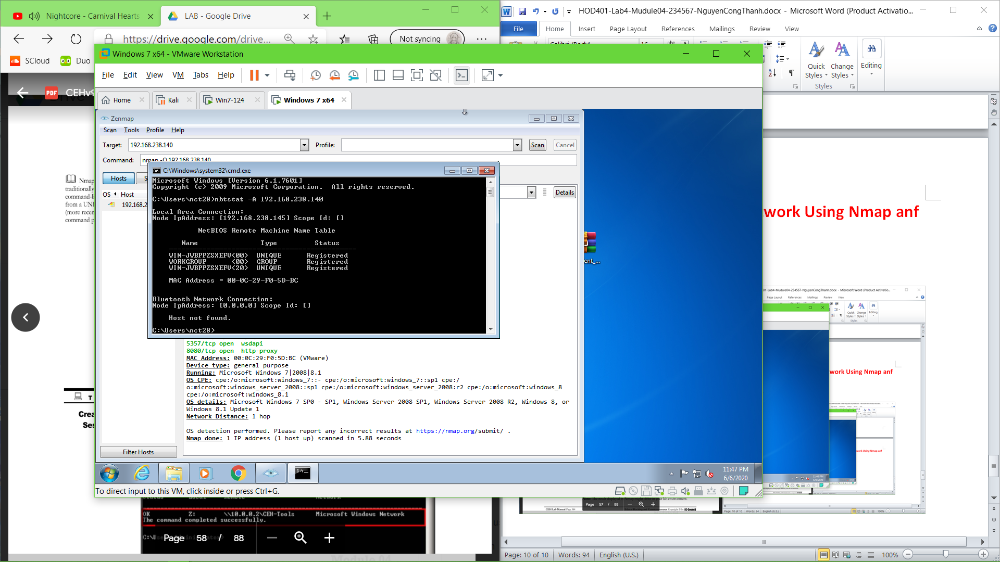 Nightcore - Carnival Hearts
LAB - Google Drive
https://drive.google.com/drive...
Not syncing
SCloud
Duo
PDF
CEHv9
HOD401-Lab4-Mudule04-234567-NguyenCongThanh.docx - Microsoft Word (Product Activatio...
File Home Insert Page Layout References Mailings Review View
Quick Styles
Change Styles
Editing
Styles
Windows 7 x64 - VMware Workstation
File Edit View VM Tabs Help
Home
Kali
Win7-124
Windows 7 x64
Zenmap
Scan Tools Profile Help
Target: 192.168.238.140
Profile:
Scan
Cancel
Command: nmap -O 192.168.238.140
Hosts
OS Host
192.168.2
Details
C:\Windows\system32\cmd.exe
Microsoft Windows [Version 6.1.7601]
Copyright (c) 2009 Microsoft Corporation. All rights reserved.
C:\Users\nct28>nbtstat -A 192.168.238.140
Local Area Connection:
Node IpAddress: [192.168.238.145] Scope Id: []
NetBIOS Remote Machine Name Table
Name Type Status
---------------------------------------------
WIN-JWBPPZSXEFV<00> UNIQUE Registered
WORKGROUP <00> GROUP Registered
WIN-JWBPPZSXEFV<20> UNIQUE Registered
MAC Address = 00-0C-29-F0-5D-BC
Bluetooth Network Connection:
Node IpAddress: [0.0.0.0] Scope Id: []
Host not found.
C:\Users\nct28>
5357/tcp open wsdapi
8080/tcp open http-proxy
MAC Address: 00:0C:29:F0:5D:BC (VMware)
Device type: general purpose
Running: Microsoft Windows 7|2008|8.1
OS CPE: cpe:/o:microsoft:windows_7::- cpe:/o:microsoft:windows_7::sp1 cpe:/
o:microsoft:windows_server_2008::sp1 cpe:/o:microsoft:windows_server_2008:r2 cpe:/o:microsoft:windows_8
cpe:/o:microsoft:windows_8.1
OS details: Microsoft Windows 7 SP0 - SP1, Windows Server 2008 SP1, Windows Server 2008 R2, Windows 8, or
Windows 8.1 Update 1
Network Distance: 1 hop
OS detection performed. Please report any incorrect results at https://nmap.org/submit/ .
Nmap done: 1 IP address (1 host up) scanned in 5.88 seconds
Filter Hosts
ent_...
11:47 PM
6/6/2020
To direct input to this VM, click inside or press Ctrl+G.
Nmap
traditionally
command-li
from a UNI
(more recen
command p
T
Crea
Ses
OK Z: \\10.0.0.2\CEH-Tools Microsoft Windows Network
The command completed successfully.
Page 58 / 88
Module 04
work Using Nmap anf
work Using Nmap anf
work Using Nmap anf
Page 57 / 88
Page: 10 of 10
Words: 94
English (U.S.)
100%